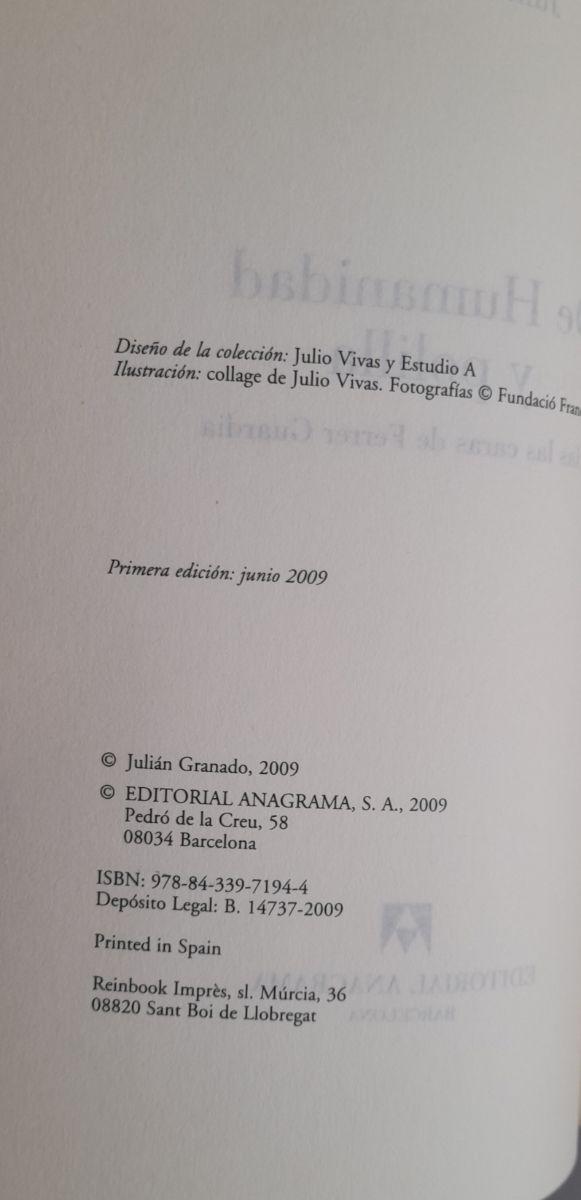 Diseño de la colección: Julio Vivas y Estudio A
Ilustración: collage de Julio Vivas. Fotografías © Fundació
Primera edición: junio 2009
© Julián Granado, 2009
© EDITORIAL ANAGRAMA, S. A., 2009
Pedró de la Creu, 58
08034 Barcelona
ISBN: 978-84-339-7194-4
Depósito Legal: B. 14737-2009
Printed in Spain
Reinbook Imprès, sl. Múrcia, 36
08820 Sant Boi de Llobregat